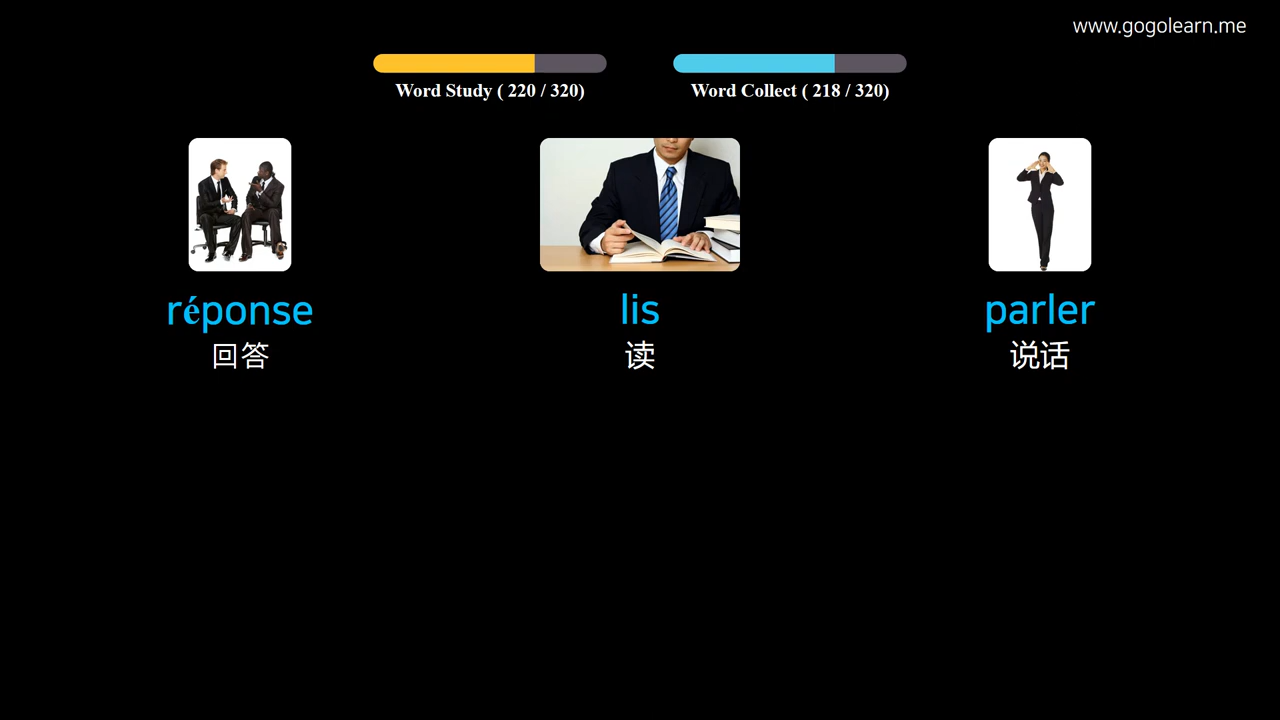 www.gogolearn.me
Word Study ( 220 / 320)
Word Collect ( 218 / 320)
réponse
回答
lis
读
parler
说话